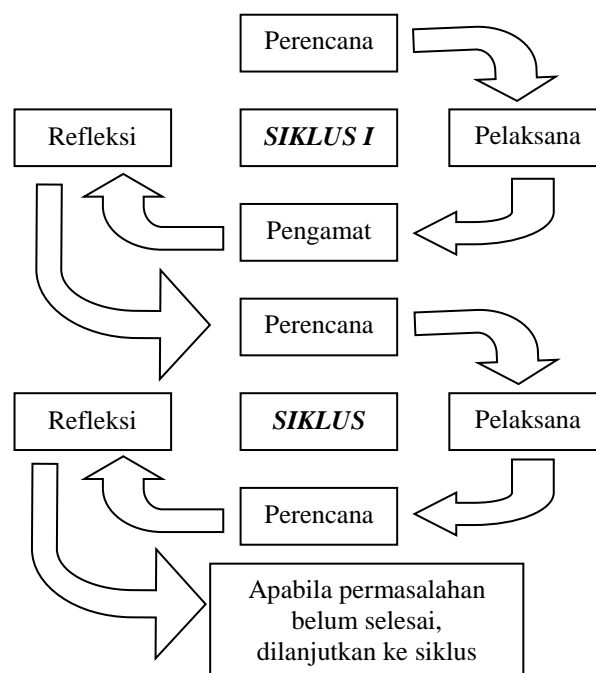 Perencana
Refleksi
SIKLUS I
Pelaksana
Pengamat
Perencana
Refleksi
SIKLUS
Pelaksana
Perencana
Apabila permasalahan
belum selesai,
dilanjutkan ke siklus